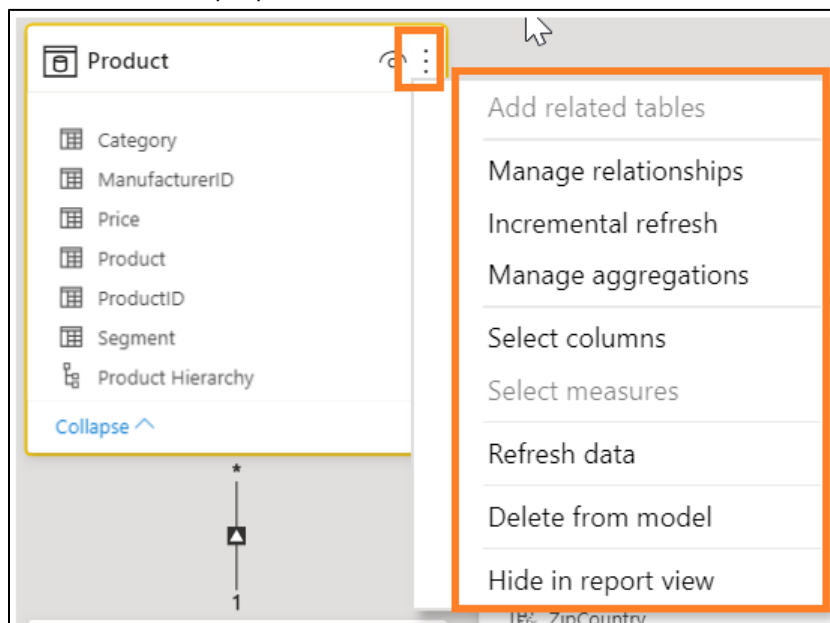 Product
Category
ManufacturerID
Price
Product
ProductID
Segment
Product Hierarchy
Collapse
*
1
Add related tables
Manage relationships
Incremental refresh
Manage aggregations
Select columns
Select measures
Refresh data
Delete from model
Hide in report view
ZipCountry